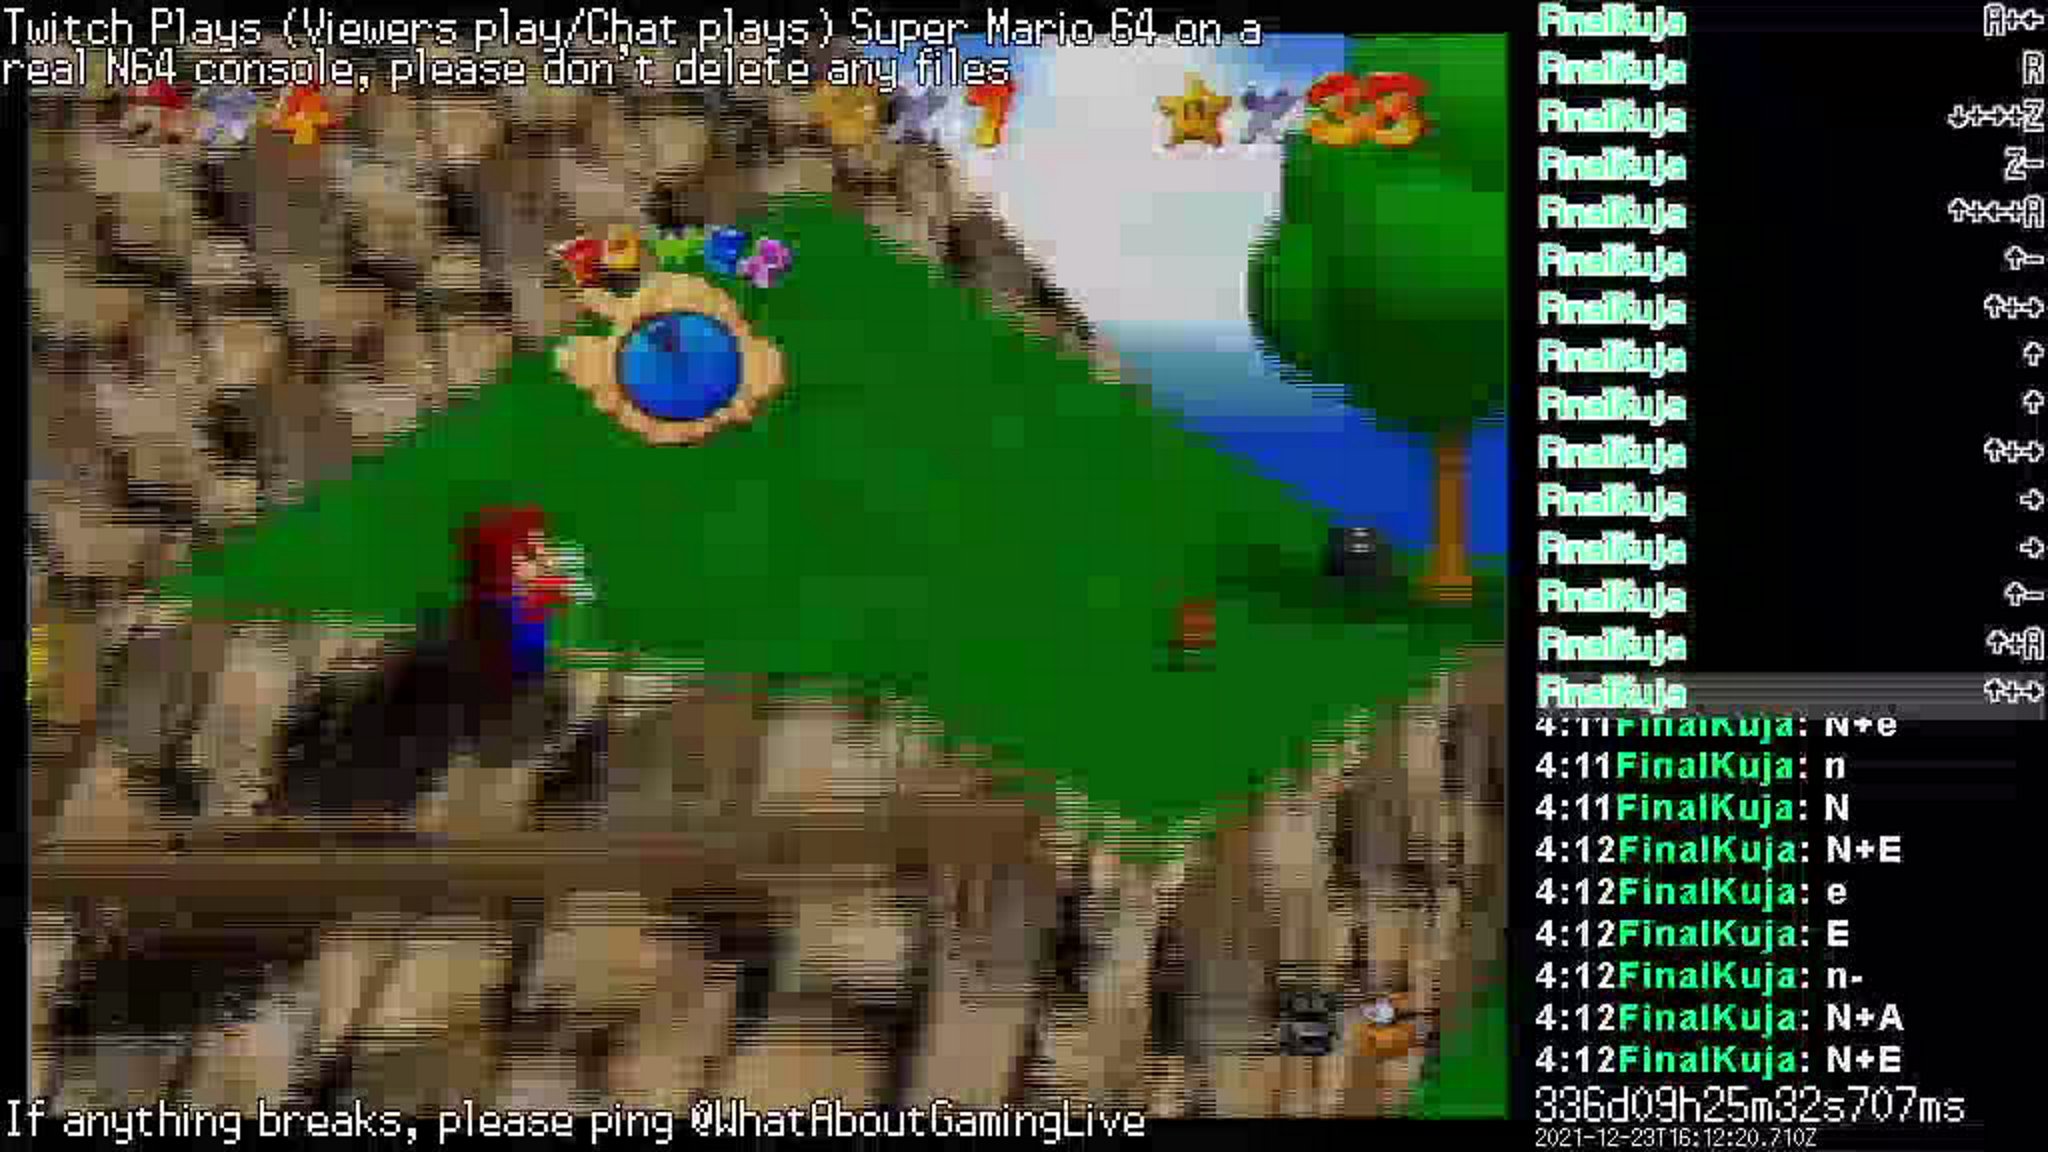 Twitch Plays (Viewers play/Chat plays) Super Mario 64 on a
real N64 console, please don't delete any files
FinalKuja A+←
FinalKuja R
FinalKuja ↓+→+Z
FinalKuja Z-
FinalKuja ↑+←+A
FinalKuja ↑-
FinalKuja ↑+→
FinalKuja ↑
FinalKuja ↑
FinalKuja ↑+→
FinalKuja →
FinalKuja →
FinalKuja ↑-
FinalKuja ↑+A
FinalKuja ↑+→
4:11FinalKuja: N+e
4:11FinalKuja: n
4:11FinalKuja: N
4:12FinalKuja: N+E
4:12FinalKuja: e
4:12FinalKuja: E
4:12FinalKuja: n-
4:12FinalKuja: N+A
4:12FinalKuja: N+E
336d09h25m32s707ms
2021-12-23T16:12:20.710Z
If anything breaks, please ping @WhatAboutGamingLive